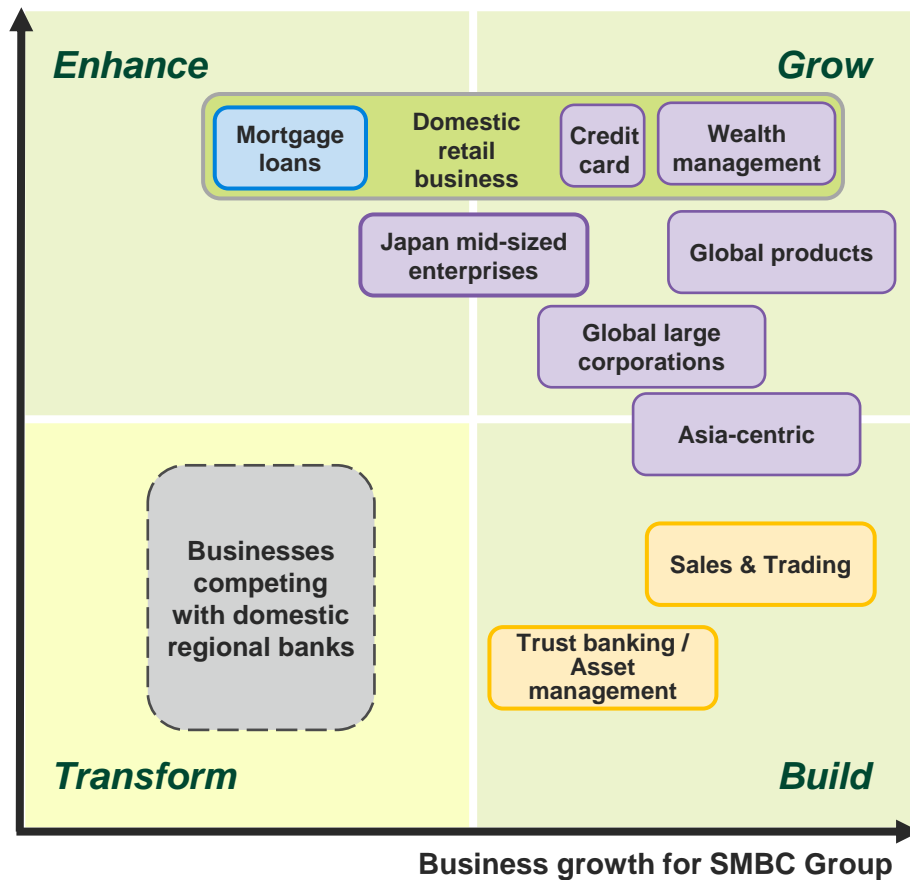 Enhance
Grow
Mortgage
loans
Domestic
retail
business
Credit
card
Wealth
management
Japan mid-sized
enterprises
Global products
Global large
corporations
Asia-centric
Businesses
competing
with domestic
regional banks
Sales & Trading
Trust banking /
Asset
management
Transform
Build
Business growth for SMBC Group